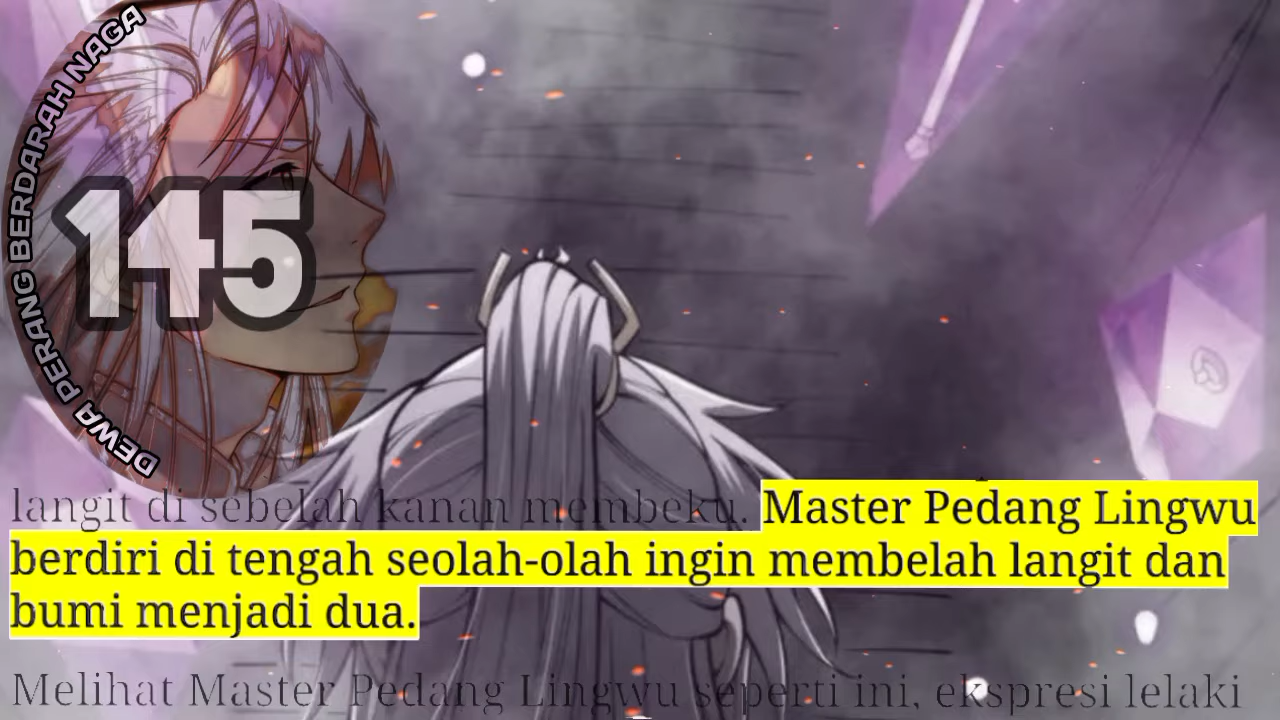 DEWA PERANG BERDARAH NAGA
145
langit di sebelah kanan membeku. Master Pedang Lingwu
berdiri di tengah seolah-olah ingin membelah langit dan
bumi menjadi dua.
Melihat Master Pedang Lingwu seperti ini, ekspresi lelaki